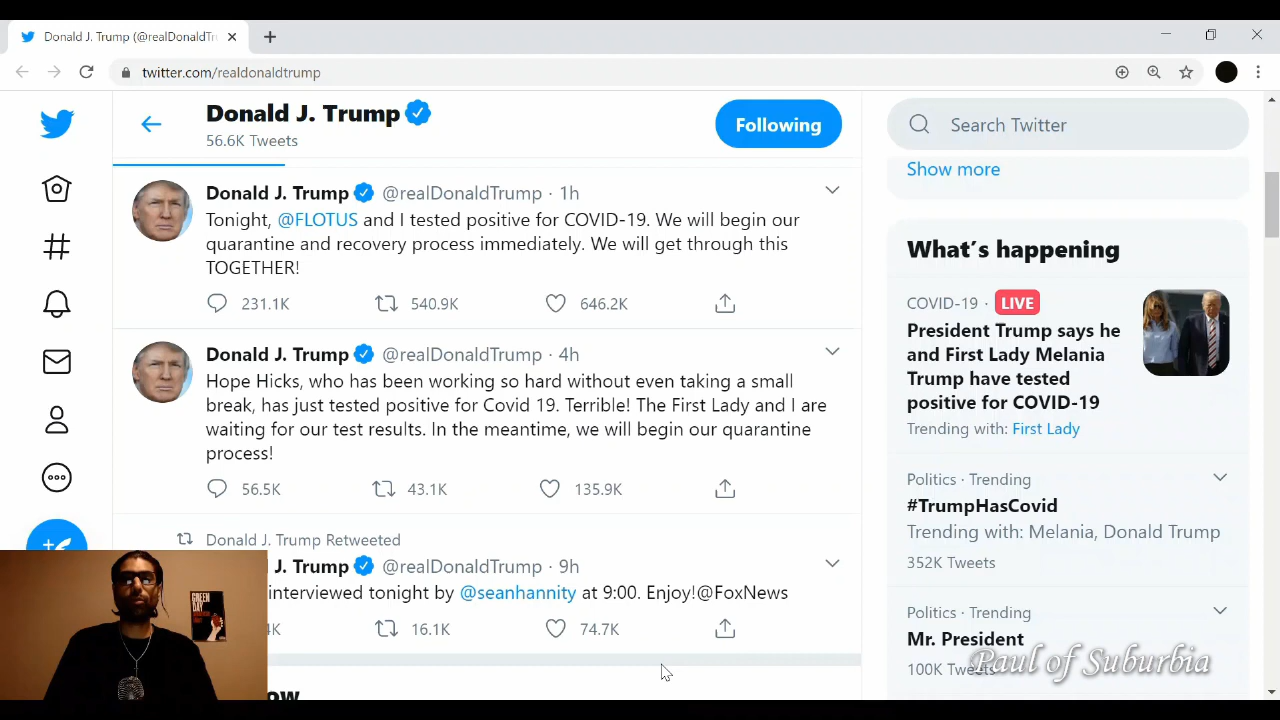 Donald J. Trump (@realDonaldTr
twitter.com/realdonaldtrump
Donald J. Trump
56.6K Tweets
Following
Search Twitter
Show more
Donald J. Trump @realDonaldTrump · 1h
Tonight, @FLOTUS and I tested positive for COVID-19. We will begin our
quarantine and recovery process immediately. We will get through this
TOGETHER!
231.1K 540.9K 646.2K
Donald J. Trump @realDonaldTrump · 4h
Hope Hicks, who has been working so hard without even taking a small
break, has just tested positive for Covid 19. Terrible! The First Lady and I are
waiting for our test results. In the meantime, we will begin our quarantine
process!
56.5K 43.1K 135.9K
Donald J. Trump Retweeted
J. Trump @realDonaldTrump · 9h
interviewed tonight by @seanhannity at 9:00. Enjoy!@FoxNews
4K 16.1K 74.7K
What's happening
COVID-19 · LIVE
President Trump says he
and First Lady Melania
Trump have tested
positive for COVID-19
Trending with: First Lady
Politics · Trending
#TrumpHasCovid
Trending with: Melania, Donald Trump
352K Tweets
Politics · Trending
Mr. President
100K Tweets
Paul of Suburbia
GREEN
DAY